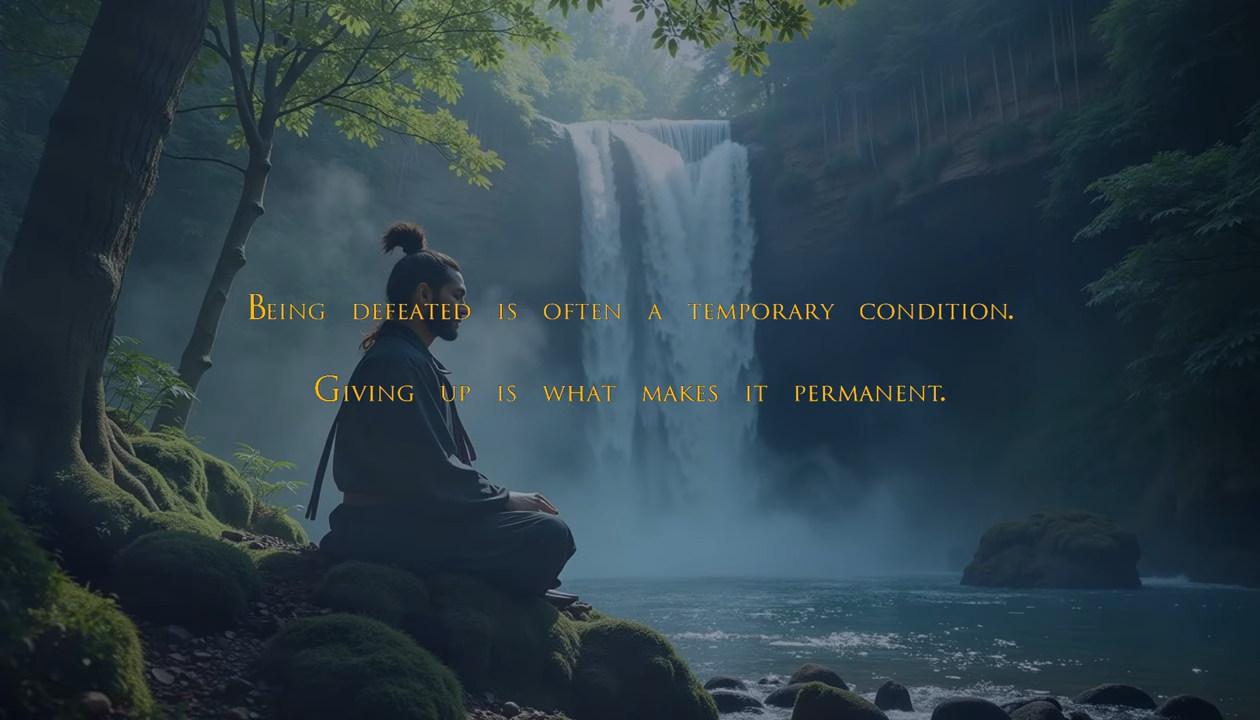 Being defeated is often a temporary condition.
Giving up is what makes it permanent.